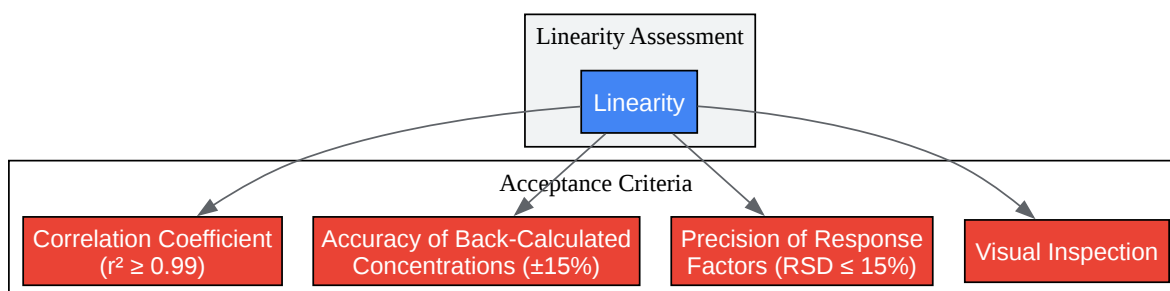 Linearity Assessment
Linearity
Acceptance Criteria
Correlation Coefficient
(r² ≥ 0.99)
Accuracy of Back-Calculated
Concentrations (±15%)
Precision of Response
Factors (RSD ≤ 15%)
Visual Inspection